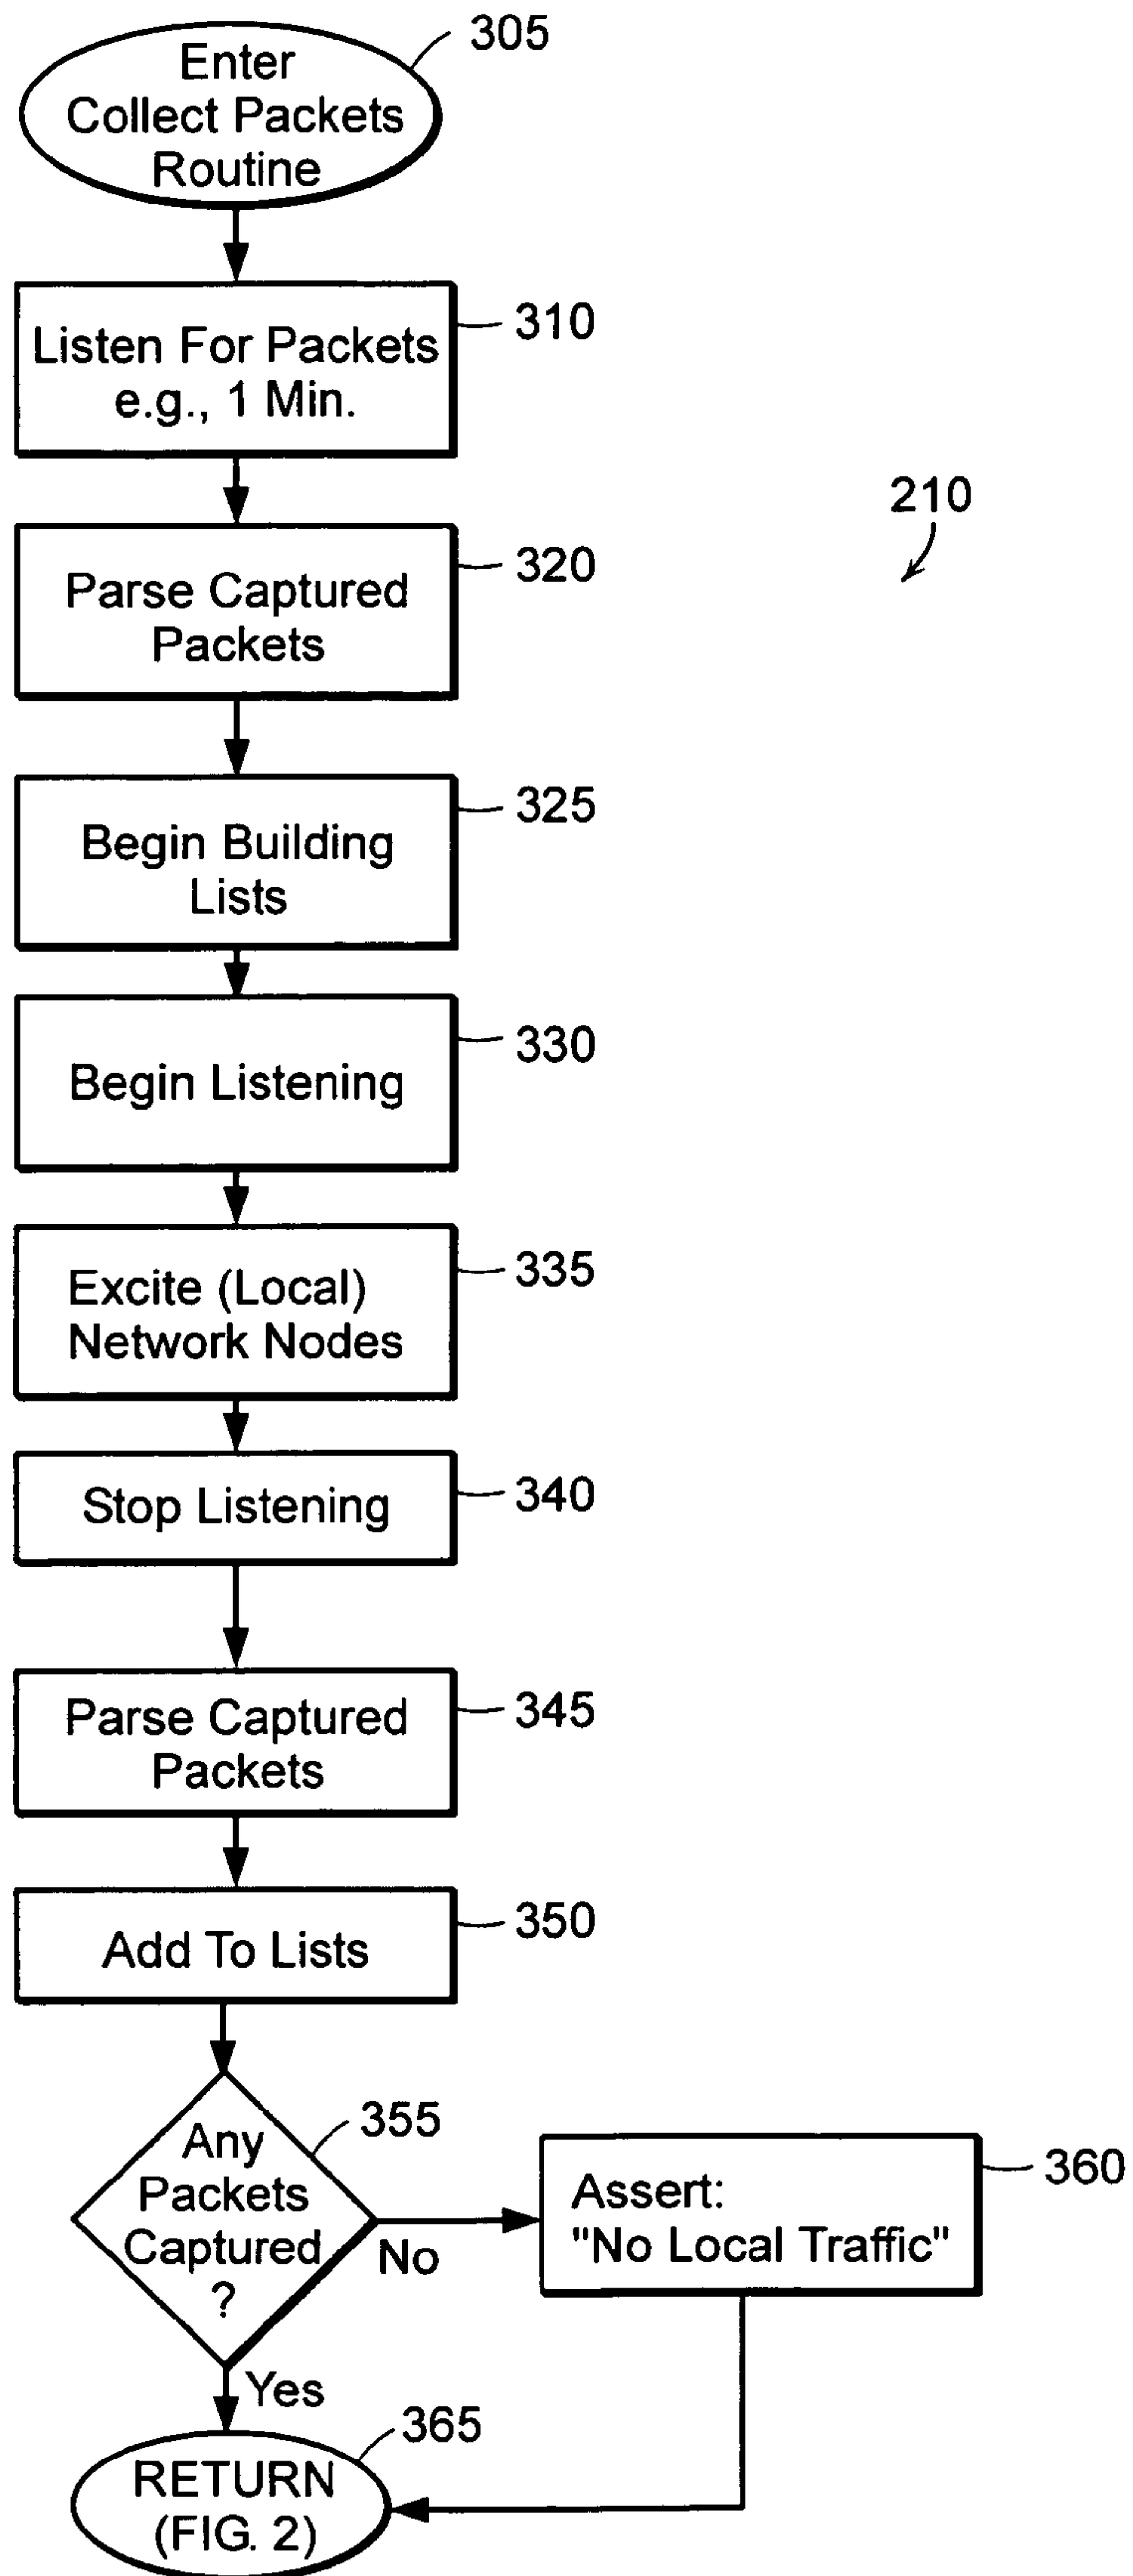 305
Enter
Collect Packets
Routine
310
Listen For Packets
e.g., 1 Min.
210
320
Parse Captured
Packets
325
Begin Building
Lists
330
Begin Listening
335
Excite (Local)
Network Nodes
340
Stop Listening
345
Parse Captured
Packets
350
Add To Lists
355
Any
Packets
Captured
?
No
360
Assert:
"No Local Traffic"
Yes
365
RETURN
(FIG. 2)